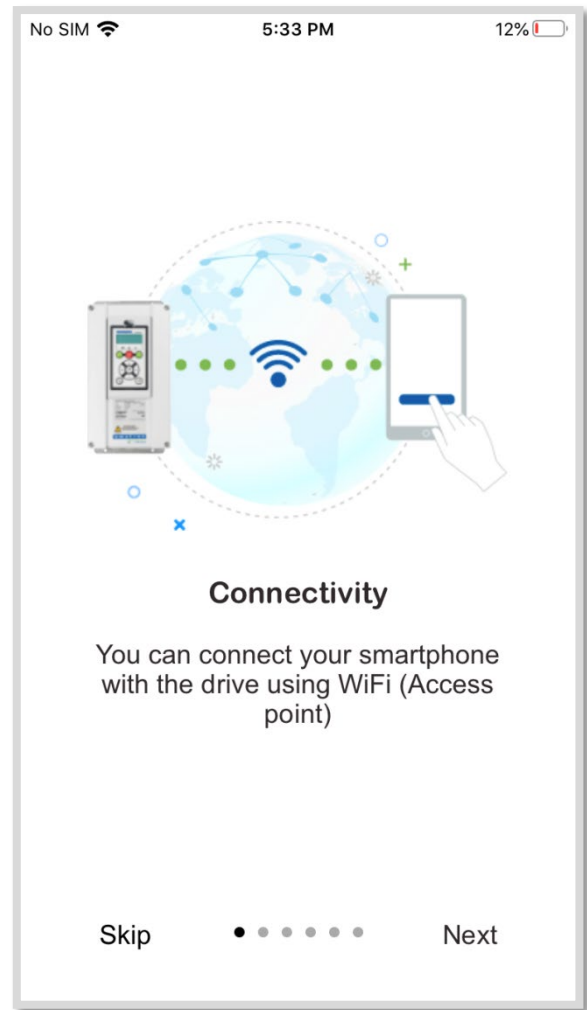 No SIM 5:33 PM 12%
Connectivity
You can connect your smartphone
with the drive using WiFi (Access
point)
Skip Next